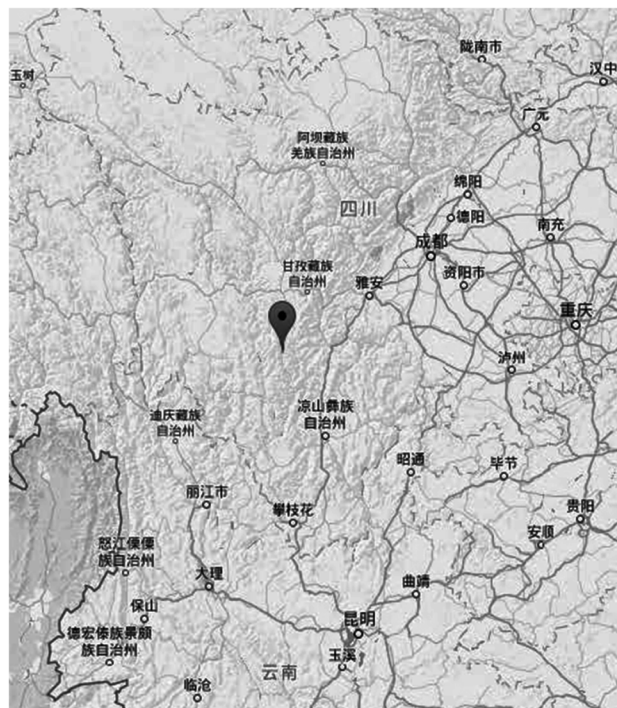 陇南市
玉树
汉中
广元
阿坝藏族
羌族自治州
绵阳
四川
德阳
南充
成都
甘孜藏族
自治州
资阳市
雅安
重庆
泸州
迪庆藏族
自治州
凉山彝族
自治州
昭通
毕节
丽江市
攀枝花
贵阳
安顺
怒江傈僳
族自治州
大理
曲靖
保山
昆明
德宏傣族景颇
族自治州
玉溪
云南
临沧